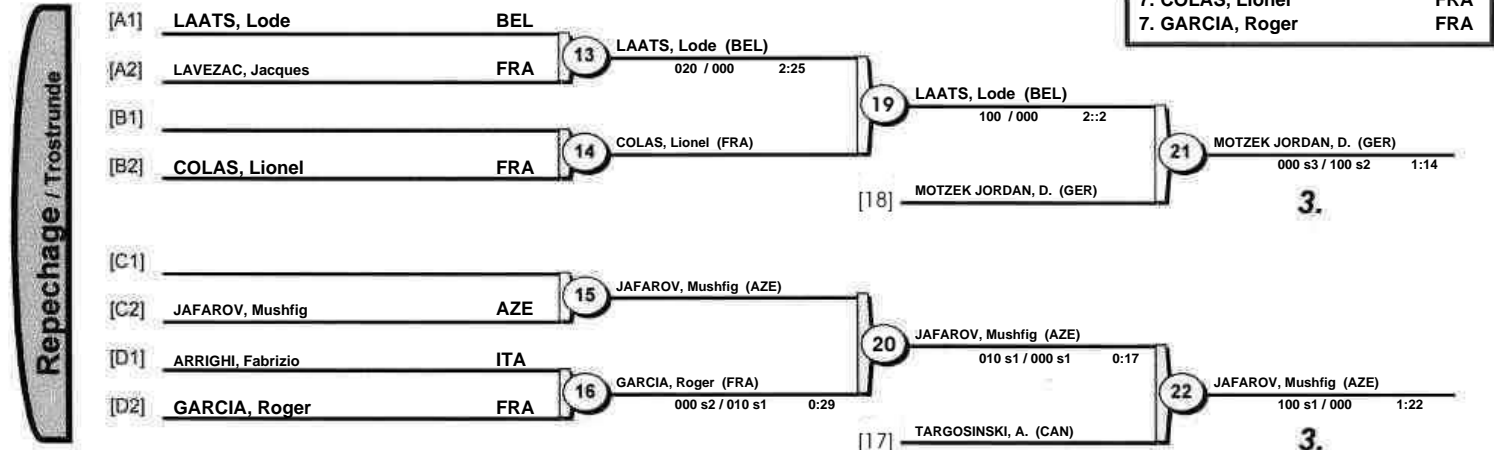 7. COLAS, Lionel FRA
7. GARCIA, Roger FRA
Repechage / Trostrunde
[A1] LAATS, Lode BEL
[A2] LAVEZAC, Jacques FRA
13 LAATS, Lode (BEL)
020 / 000 2:25
[B1]
[B2] COLAS, Lionel FRA
14 COLAS, Lionel (FRA)
19 LAATS, Lode (BEL)
100 / 000 2::2
[18] MOTZEK JORDAN, D. (GER)
21 MOTZEK JORDAN, D. (GER)
000 s3 / 100 s2 1:14
3.
[C1]
[C2] JAFAROV, Mushfig AZE
15 JAFAROV, Mushfig (AZE)
[D1] ARRIGHI, Fabrizio ITA
[D2] GARCIA, Roger FRA
16 GARCIA, Roger (FRA)
000 s2 / 010 s1 0:29
20 JAFAROV, Mushfig (AZE)
010 s1 / 000 s1 0:17
[17] TARGOSINSKI, A. (CAN)
22 JAFAROV, Mushfig (AZE)
100 s1 / 000 1:22
3.